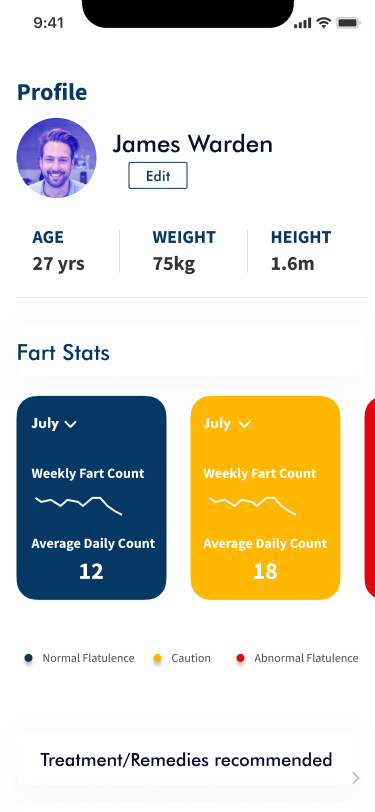 9:41
Profile
James Warden
Edit
AGE WEIGHT HEIGHT
27 yrs 75kg 1.6m
Fart Stats
July
Weekly Fart Count
Average Daily Count
12
July
Weekly Fart Count
Average Daily Count
18
Normal Flatulence Caution Abnormal Flatulence
Treatment/Remedies recommended